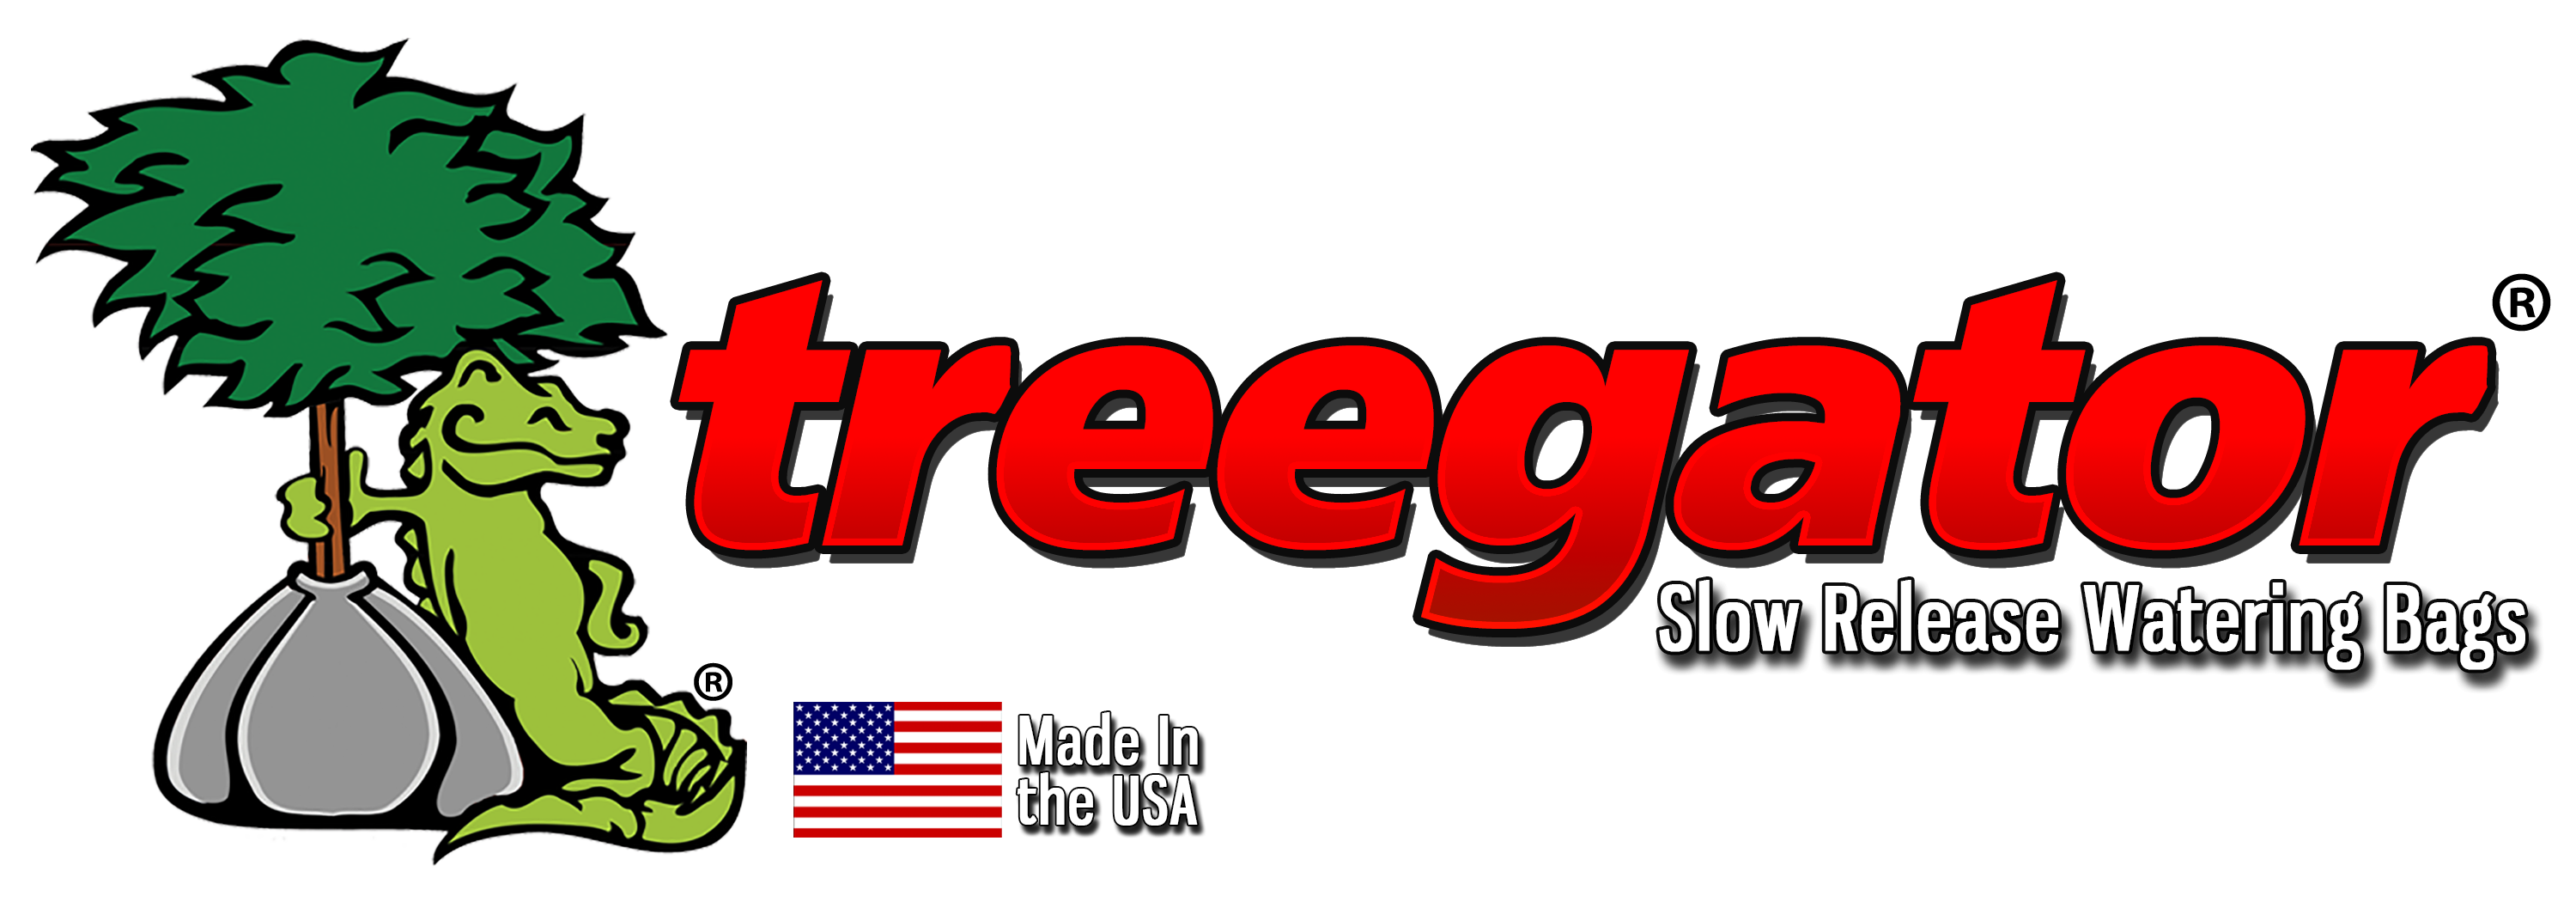 treegator®
Slow Release Watering Bags
®
Made In
the USA